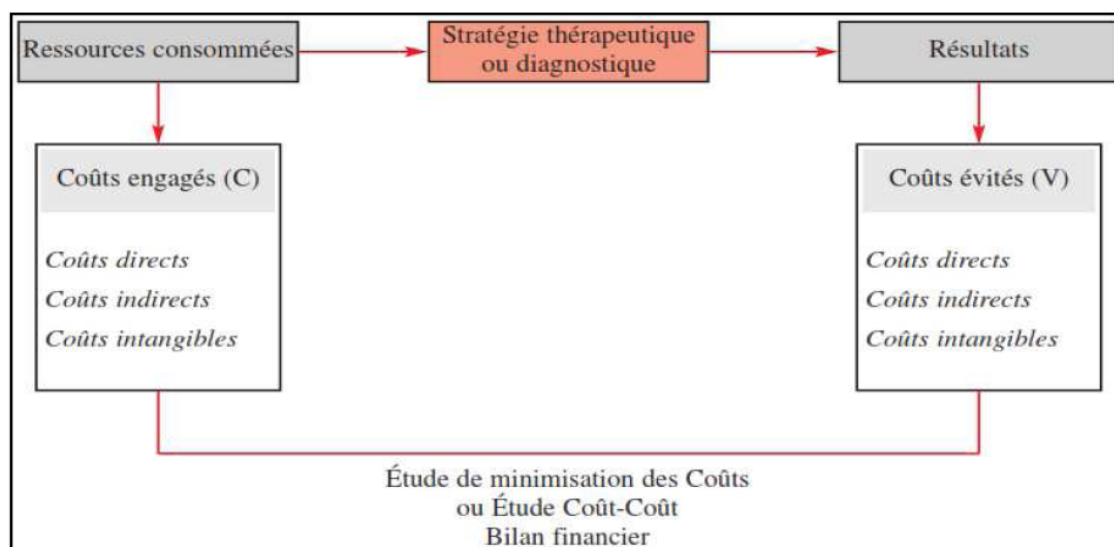 Ressources consommées
Stratégie thérapeutique
ou diagnostique
Résultats
Coûts engagés (C)
Coûts directs
Coûts indirects
Coûts intangibles
Coûts évités (V)
Coûts directs
Coûts indirects
Coûts intangibles
Étude de minimisation des Coûts
ou Étude Coût-Coût
Bilan financier